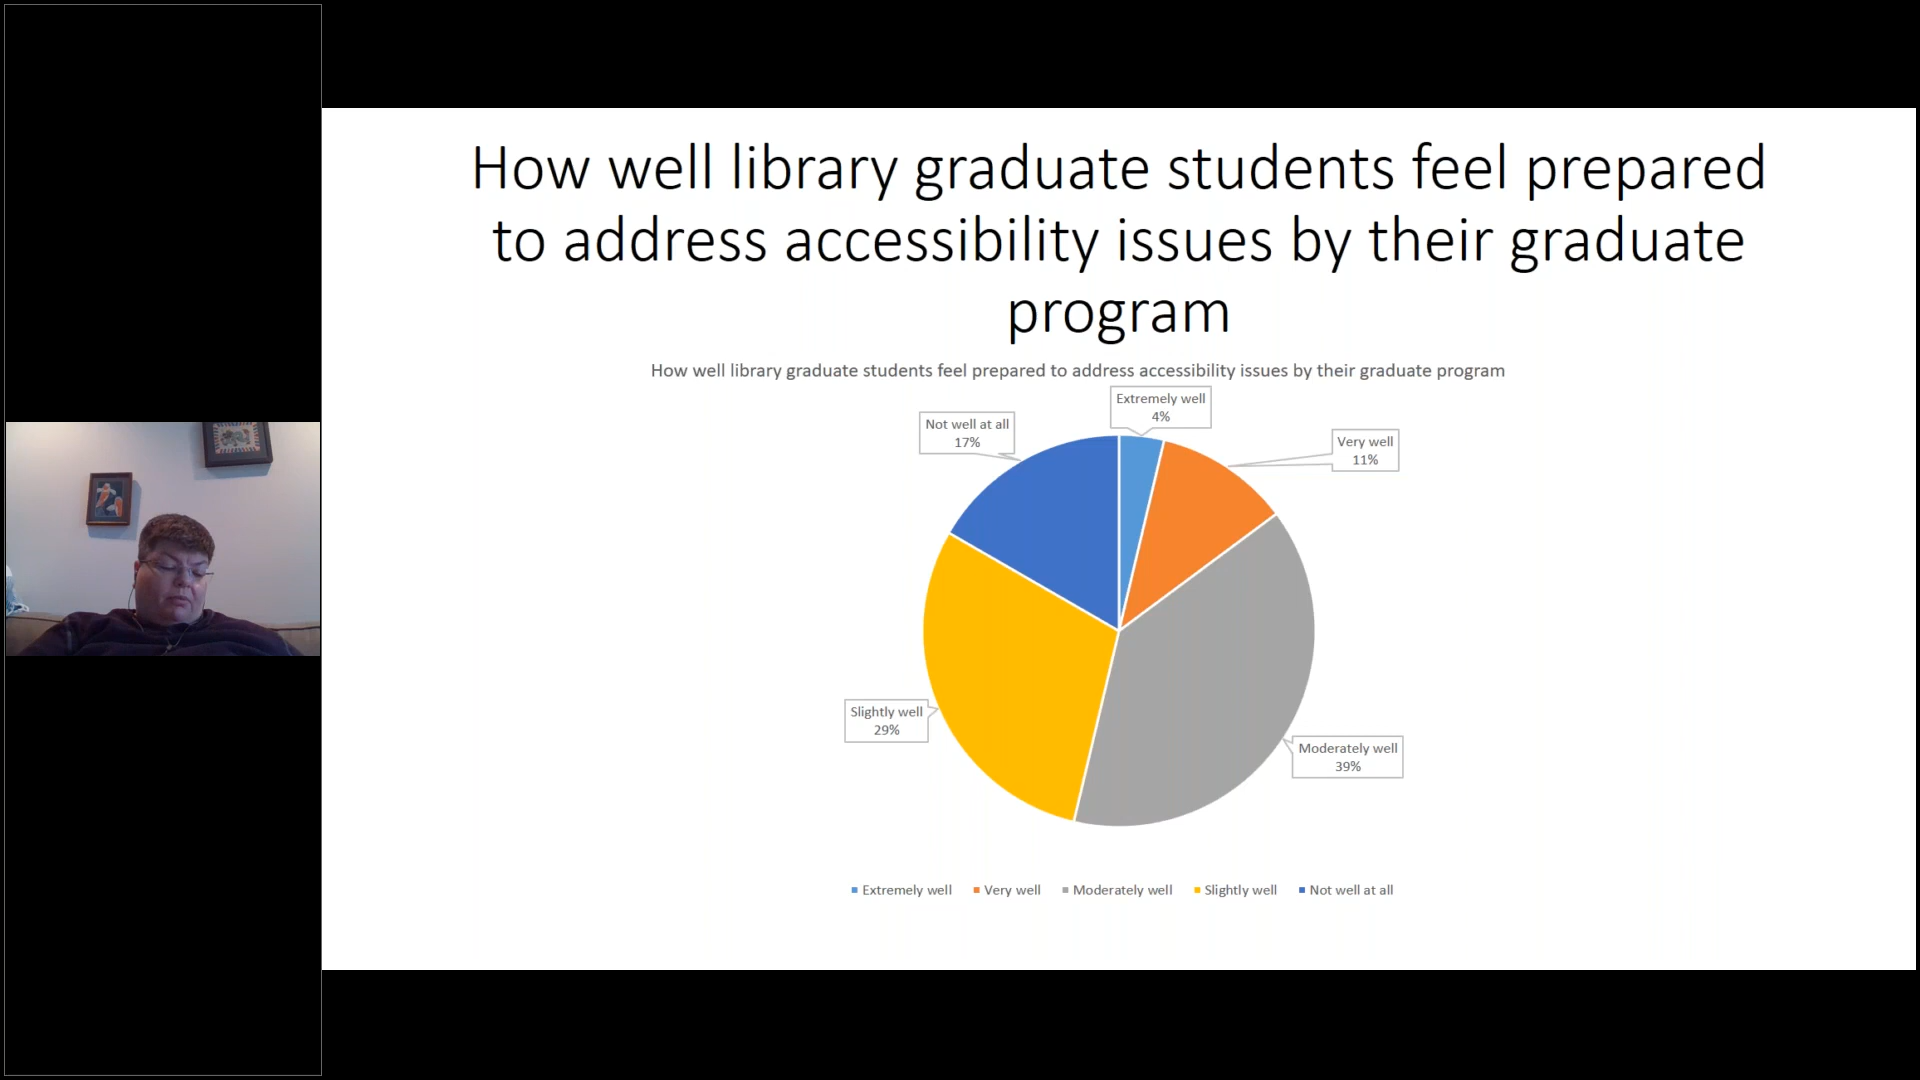 How well library graduate students feel prepared
to address accessibility issues by their graduate
program
How well library graduate students feel prepared to address accessibility issues by their graduate program
Extremely well
4%
Not well at all
17%
Very well
11%
Slightly well
29%
Moderately well
39%
Extremely well
Very well
Moderately well
Slightly well
Not well at all